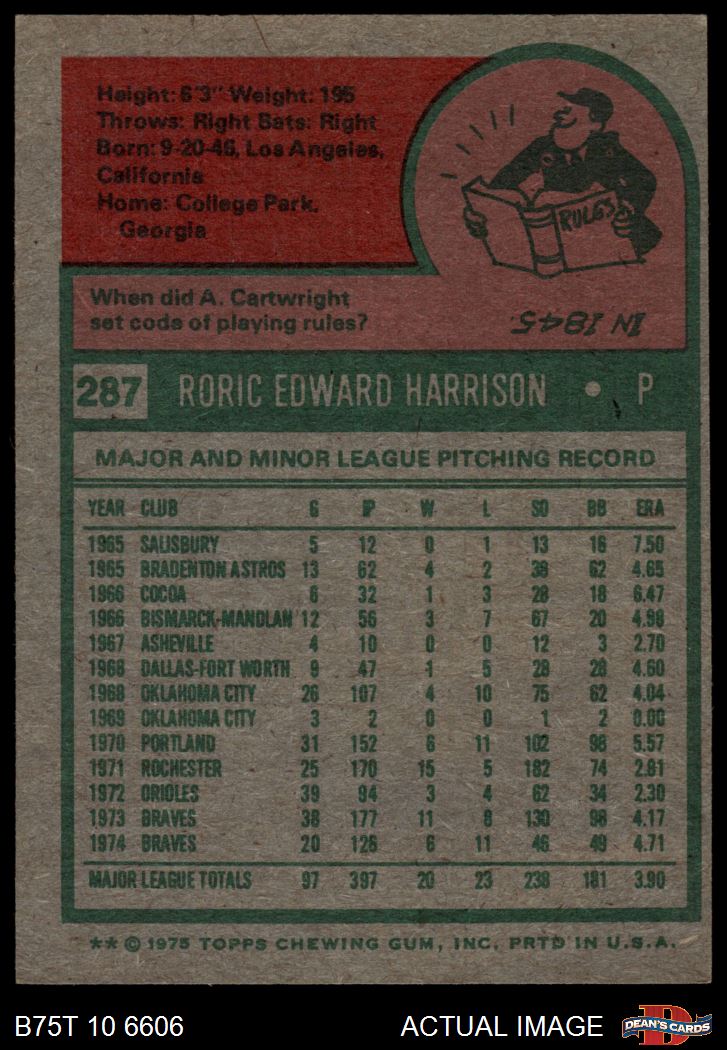 Height: 6'3" Weight: 195
Throws: Right Bats: Right
Born: 9-20-46, Los Angeles,
California
Home: College Park,
Georgia
RULES
When did A. Cartwright
set code of playing rules?
IN 1845.
287 RORIC EDWARD HARRISON • P
MAJOR AND MINOR LEAGUE PITCHING RECORD
YEAR CLUB G IP W L SO BB ERA
1965 SALISBURY 5 12 0 1 13 16 7.50
1965 BRADENTON ASTROS 13 62 4 2 39 62 4.65
1966 COCOA 6 32 1 3 28 18 6.47
1966 BISMARCK-MANDLAN 12 56 3 7 67 20 4.98
1967 ASHEVILLE 4 10 0 0 12 3 2.70
1968 DALLAS-FORT WORTH 9 47 1 5 28 28 4.60
1968 OKLAHOMA CITY 26 107 4 10 75 62 4.04
1969 OKLAHOMA CITY 3 2 0 0 1 2 0.00
1970 PORTLAND 31 152 6 11 102 98 5.57
1971 ROCHESTER 25 170 15 5 182 74 2.81
1972 ORIOLES 39 94 3 4 62 34 2.30
1973 BRAVES 38 177 11 8 130 98 4.17
1974 BRAVES 20 126 6 11 46 49 4.71
MAJOR LEAGUE TOTALS 97 397 20 23 238 181 3.90
** © 1975 TOPPS CHEWING GUM, INC. PRTD IN U.S.A.
B75T 10 6606 ACTUAL IMAGE D DEAN'S CARDS